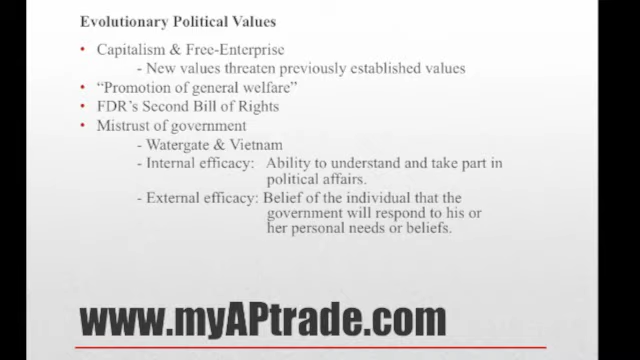 Evolutionary Political Values
• Capitalism & Free-Enterprise
- New values threaten previously established values
• “Promotion of general welfare”
• FDR’s Second Bill of Rights
• Mistrust of government
- Watergate & Vietnam
- Internal efficacy: Ability to understand and take part in
political affairs.
- External efficacy: Belief of the individual that the
government will respond to his or
her personal needs or beliefs.
www.myAPtrade.com